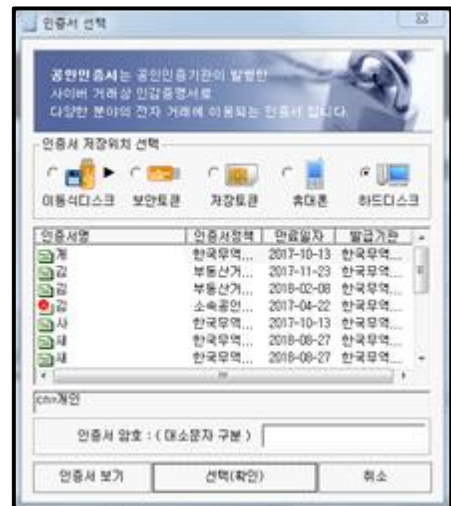 인증서 선택
공인인증서는 공인인증기관이 발행한
사이버 거래상 인감증명서로
다양한 분야의 전자 거래에 이용되는 인증서 입니다.
인증서 저장위치 선택
이동식디스크 보안토큰 저장토큰 휴대폰 하드디스크
인증서명 인증서정책 만료일자 발급기관
개 한국무역... 2017-10-13 한국무역...
김 부동산거... 2017-11-23 한국무역...
김 부동산거... 2018-02-08 한국무역...
김 소속공인... 2017-04-22 한국무역...
사 한국무역... 2017-10-13 한국무역...
재 한국무역... 2018-08-27 한국무역...
재 한국무역... 2018-08-27 한국무역...
cn=개인
인증서 암호 : ( 대소문자 구분 )
인증서 보기 선택(확인) 취소